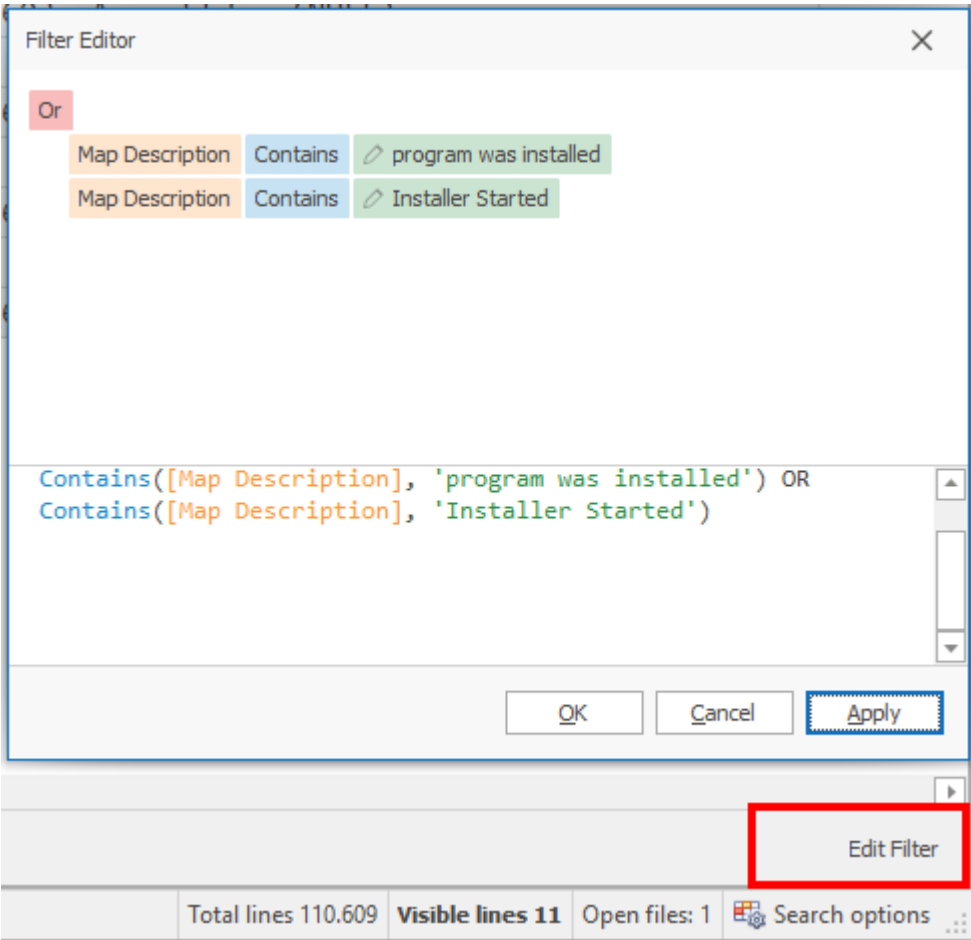 Filter Editor
Or
Map Description Contains program was installed
Map Description Contains Installer Started
Contains([Map Description], 'program was installed') OR
Contains([Map Description], 'Installer Started')
OK Cancel Apply
Edit Filter
Total lines 110.609 Visible lines 11 Open files: 1 Search options